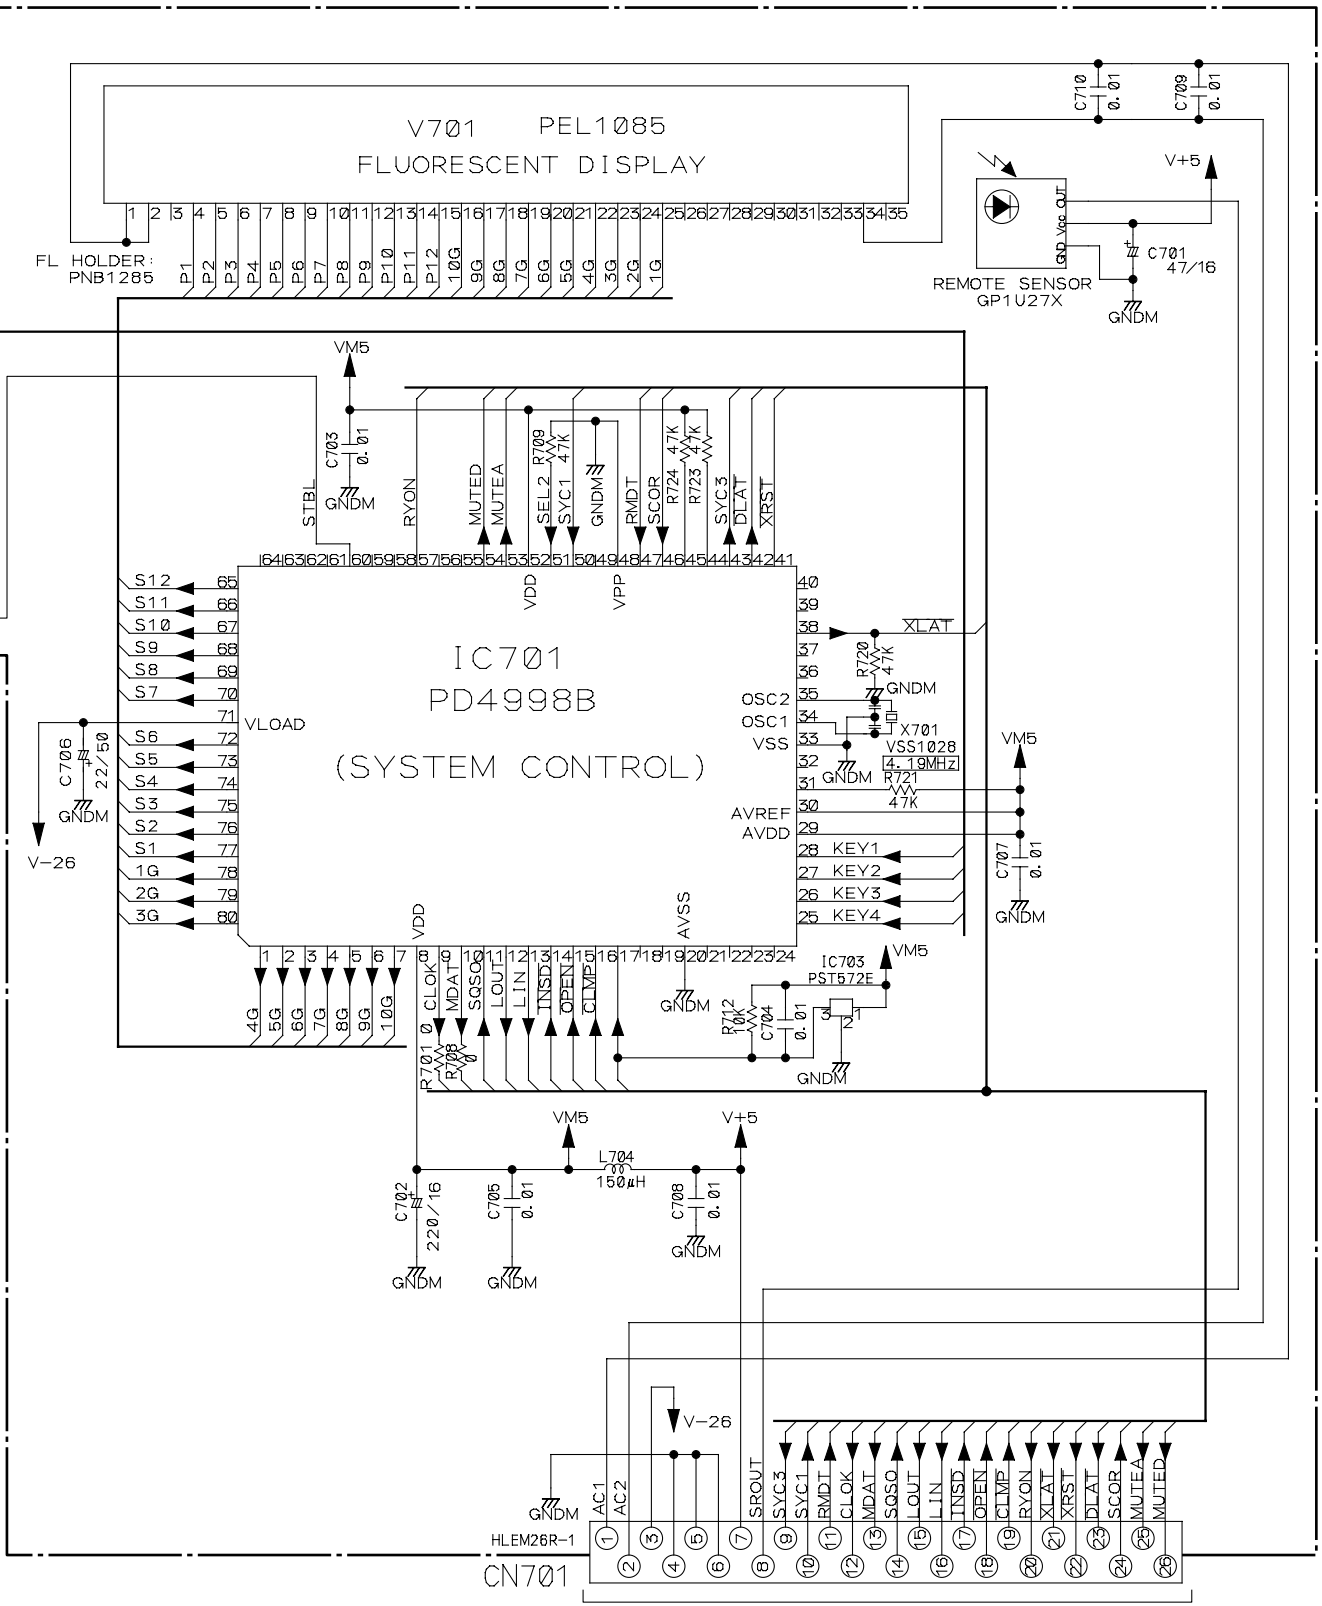 C710
0.01
C709
0.01
V701 PEL1085
FLUORESCENT DISPLAY
1 2 3 4 5 6 7 8 9 10 11 12 13 14 15 16 17 18 19 20 21 22 23 24 25 26 27 28 29 30 31 32 33 34 35
FL HOLDER:
PNB1285
P1 P2 P3 P4 P5 P6 P7 P8 P9 P10 P11 P12 10G 9G 8G 7G 6G 5G 4G 3G 2G 1G
V+5
OUT
Vcc
GND
C701
47/16
REMOTE SENSOR
GP1U27X
GNDM
VM5
C703
0.01
GNDM
STBL
RYON
MUTED
MUTEA
R709
47K
SEL2
SYC1
GNDM
RMDT
SCOR
R724
47K
R723
47K
SYC3
DLAT
XRST
64 63 62 61 60 59 58 57 56 55 54 53 52 51 50 49 48 47 46 45 44 43 42 41
VDD
VPP
S12 65
S11 66
S10 67
S9 68
S8 69
S7 70
71 VLOAD
S6 72
S5 73
S4 74
S3 75
S2 76
S1 77
1G 78
2G 79
3G 80
C706
22/50
GNDM
V-26
IC701
PD4998B
(SYSTEM CONTROL)
40
39
38 XLAT
37
36
OSC2 35
OSC1 34
VSS 33
32
31
AVREF 30
AVDD 29
28 KEY1
27 KEY2
26 KEY3
25 KEY4
R720
47K
GNDM
X701
VSS1028
4.19MHz
GNDM
R721
47K
VM5
C707
0.01
GNDM
VDD
AVSS
1 2 3 4 5 6 7 8 9 10 11 12 13 14 15 16 17 18 19 20 21 22 23 24
4G 5G 6G 7G 8G 9G 10G
CLOK MDAT SQSO LOUT LIN INSD OPEN CLMP
R701 0
R708 0
GNDM
IC703
PST572E
VM5
R712
10K
C704
0.01
3 2 1
GNDM
VM5
L704
150μH
V+5
C702
220/16
GNDM
C705
0.01
GNDM
C708
0.01
GNDM
V-26
GNDM
AC1 AC2 SROUT SYC3 SYC1 RMDT CLOK MDAT SQSO LOUT LIN INSD OPEN CLMP RYON XLAT XRST DLAT SCOR MUTEA MUTED
HLEM26R-1
CN701
1 2 3 4 5 6 7 8 9 10 11 12 13 14 15 16 17 18 19 20 21 22 23 24 25 26